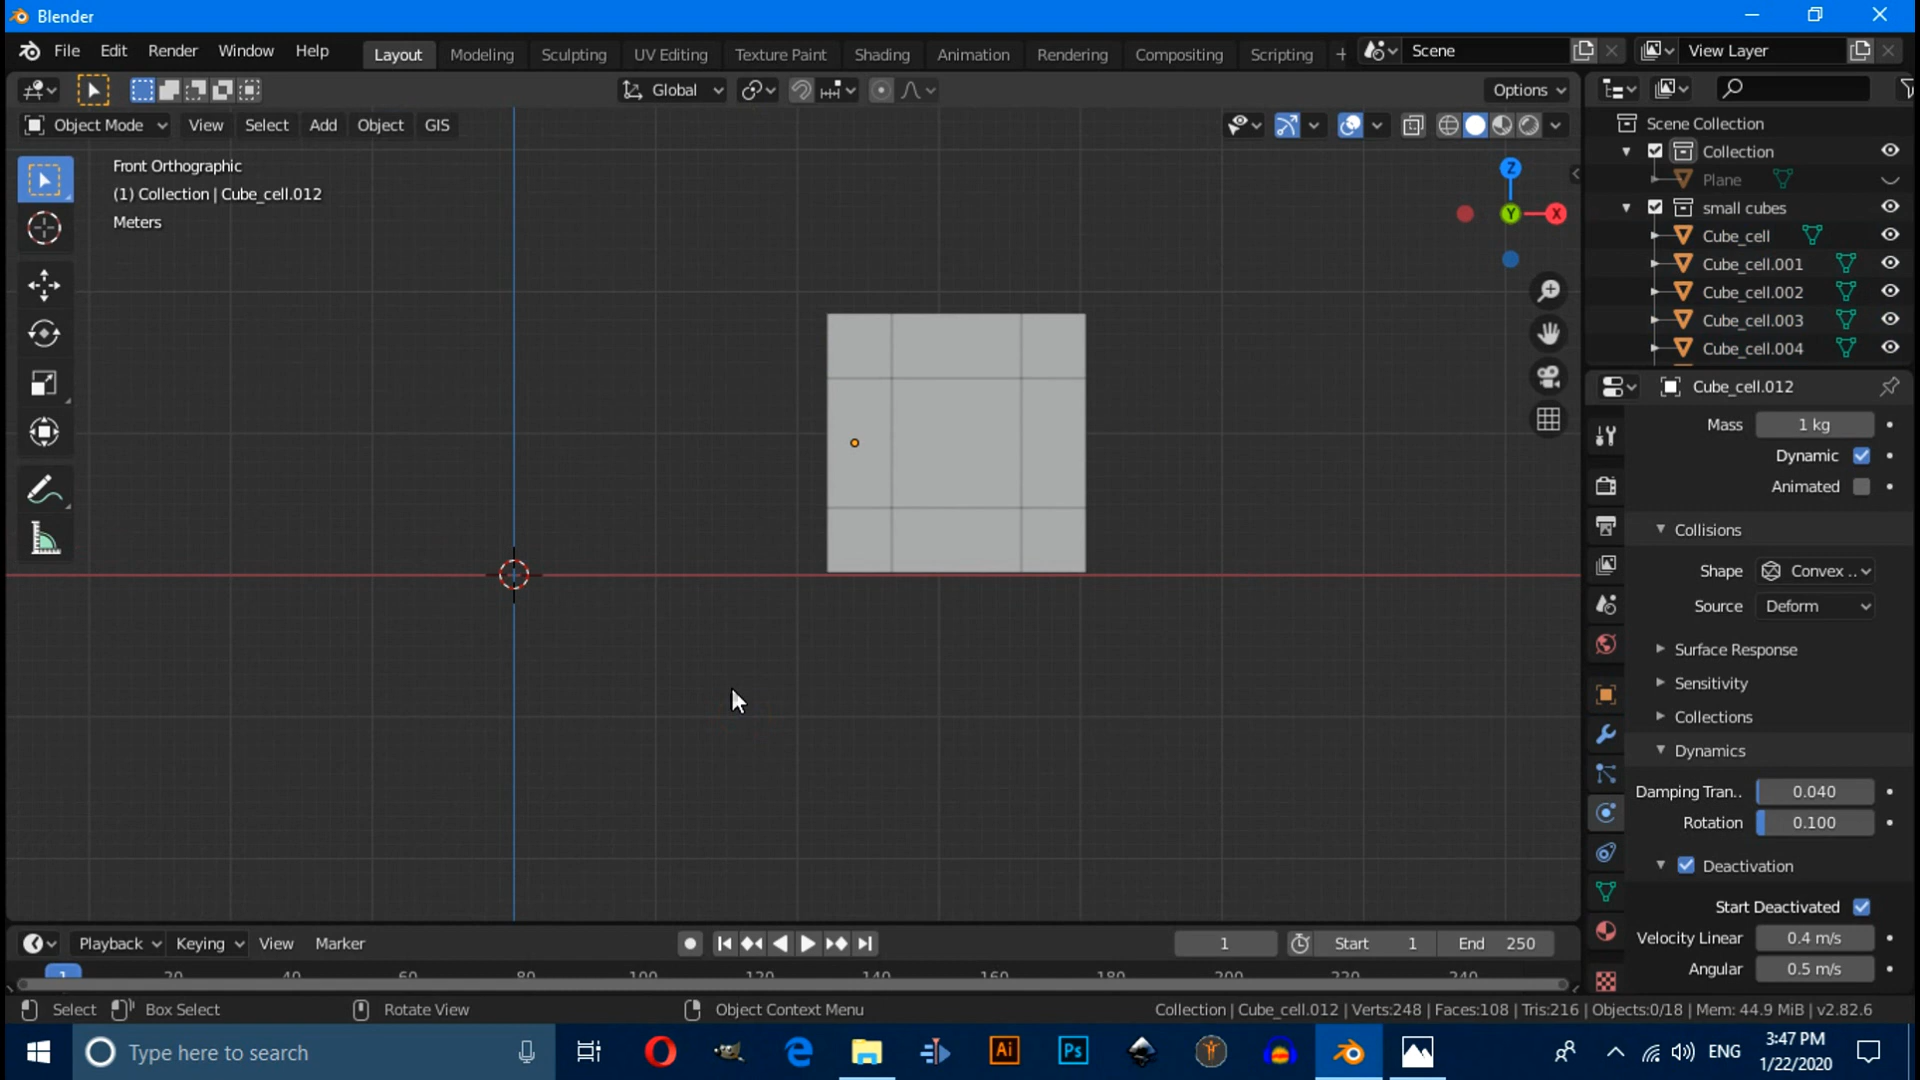 Blender
File Edit Render Window Help Layout Modeling Sculpting UV Editing Texture Paint Shading Animation Rendering Compositing Scripting + Scene View Layer
Global Options
Object Mode View Select Add Object GIS
Front Orthographic
(1) Collection | Cube_cell.012
Meters
Z
Y
X
Scene Collection
Collection
Plane
small cubes
Cube_cell
Cube_cell.001
Cube_cell.002
Cube_cell.003
Cube_cell.004
Cube_cell.012
Mass 1 kg
Dynamic
Animated
Collisions
Shape Convex ..
Source Deform
Surface Response
Sensitivity
Collections
Dynamics
Damping Tran.. 0.040
Rotation 0.100
Deactivation
Start Deactivated
Velocity Linear 0.4 m/s
Angular 0.5 m/s
Playback Keying View Marker 1 Start 1 End 250
1 20 40 60 80 100 120 140 160 180 200 220 240
Select Box Select Rotate View Object Context Menu Collection | Cube_cell.012 | Verts:248 | Faces:108 | Tris:216 | Objects:0/18 | Mem: 44.9 MiB | v2.82.6
Type here to search Ai Ps ENG 3:47 PM
1/22/2020